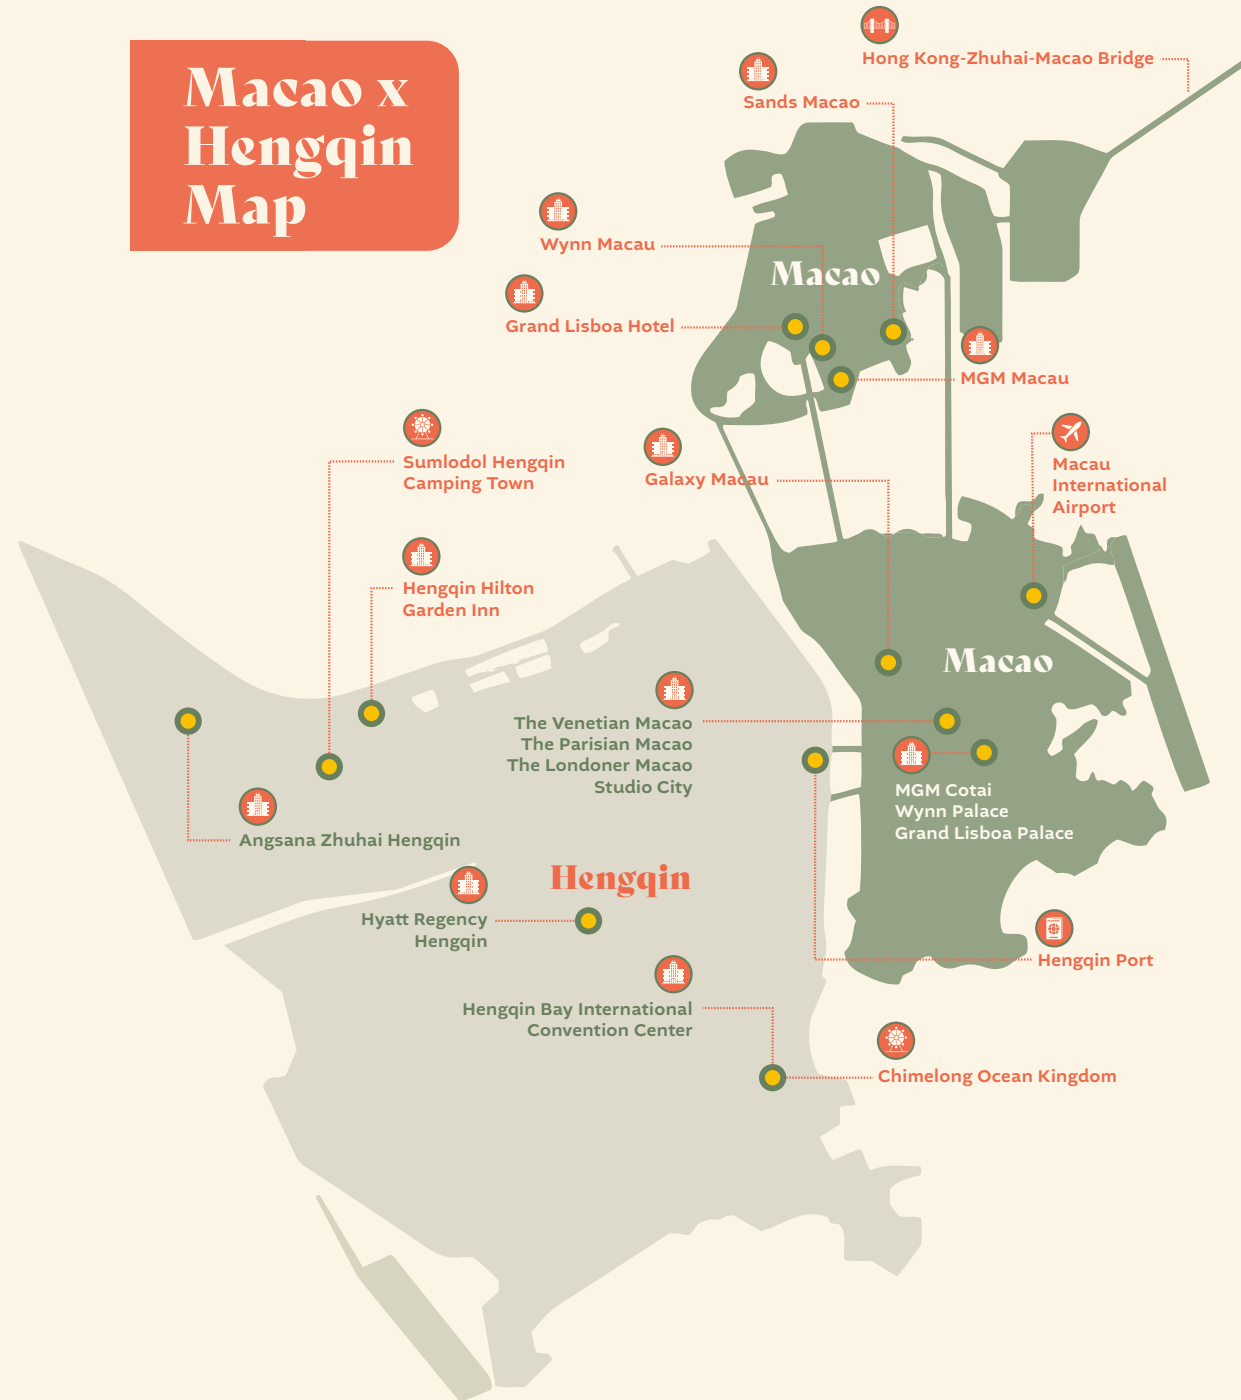 Macao x
Hengqin
Map
Hong Kong-Zhuhai-Macao Bridge
Sands Macao
Wynn Macau
Macao
Grand Lisboa Hotel
MGM Macau
Sumlodol Hengqin
Camping Town
Galaxy Macau
Macau
International
Airport
Hengqin Hilton
Garden Inn
Macao
The Venetian Macao
The Parisian Macao
The Londoner Macao
Studio City
MGM Cotai
Wynn Palace
Grand Lisboa Palace
Angsana Zhuhai Hengqin
Hengqin
Hyatt Regency
Hengqin
Hengqin Port
Hengqin Bay International
Convention Center
Chimelong Ocean Kingdom